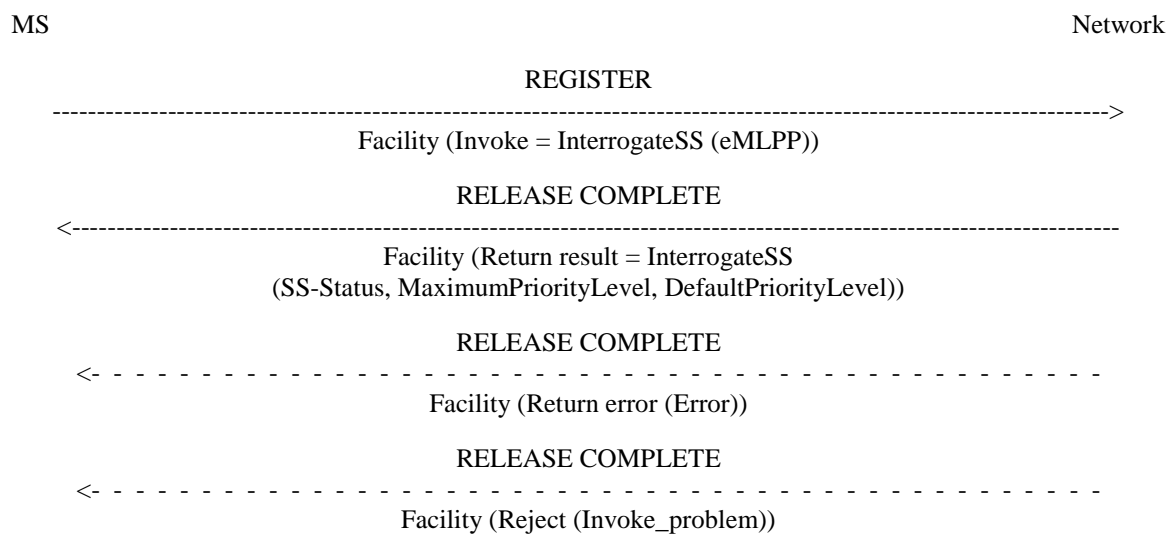 MS Network
REGISTER
Facility (Invoke = InterrogateSS (eMLPP))
RELEASE COMPLETE
Facility (Return result = InterrogateSS
(SS-Status, MaximumPriorityLevel, DefaultPriorityLevel))
RELEASE COMPLETE
Facility (Return error (Error))
RELEASE COMPLETE
Facility (Reject (Invoke_problem))